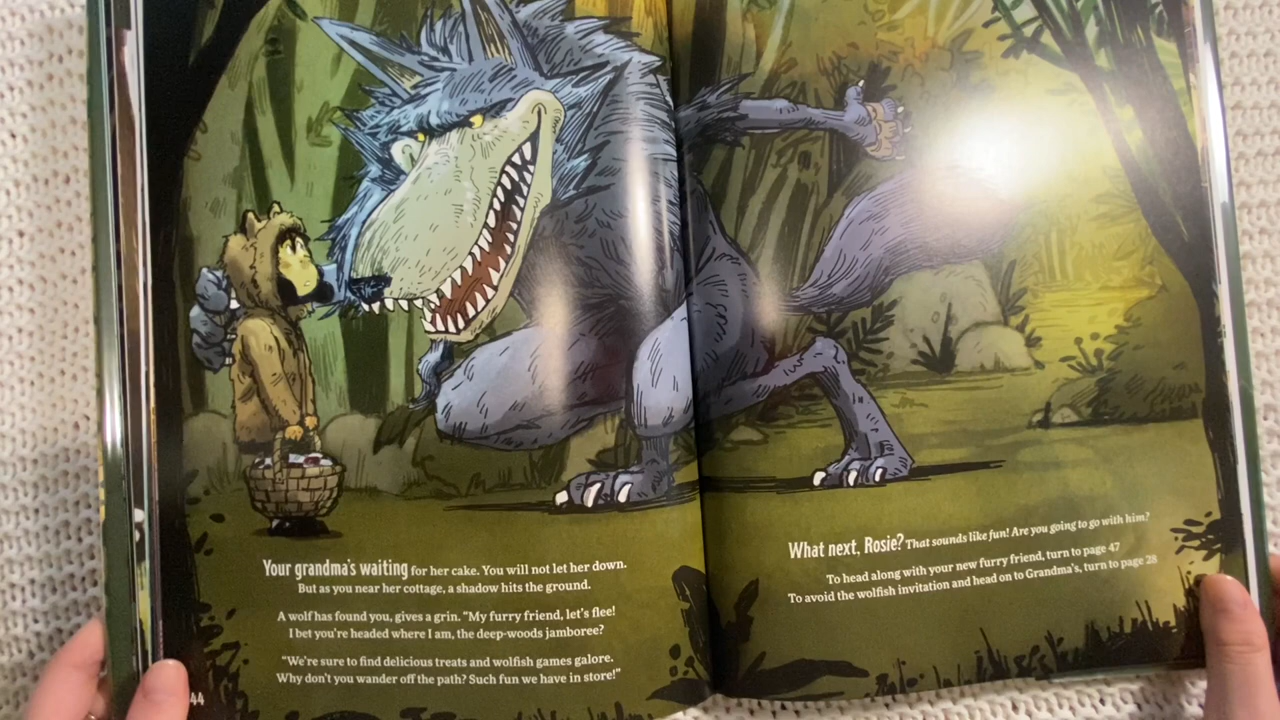 Your grandma's waiting for her cake. You will not let her down.
But as you near her cottage, a shadow hits the ground.
A wolf has found you, gives a grin. "My furry friend, let's flee!
I bet you're headed where I am, the deep-woods jamboree?
"We're sure to find delicious treats and wolfish games galore.
Why don't you wander off the path? Such fun we have in store!"
44
What next, Rosie? That sounds like fun! Are you going to go with him?
To head along with your new furry friend, turn to page 47
To avoid the wolfish invitation and head on to Grandma's, turn to page 28